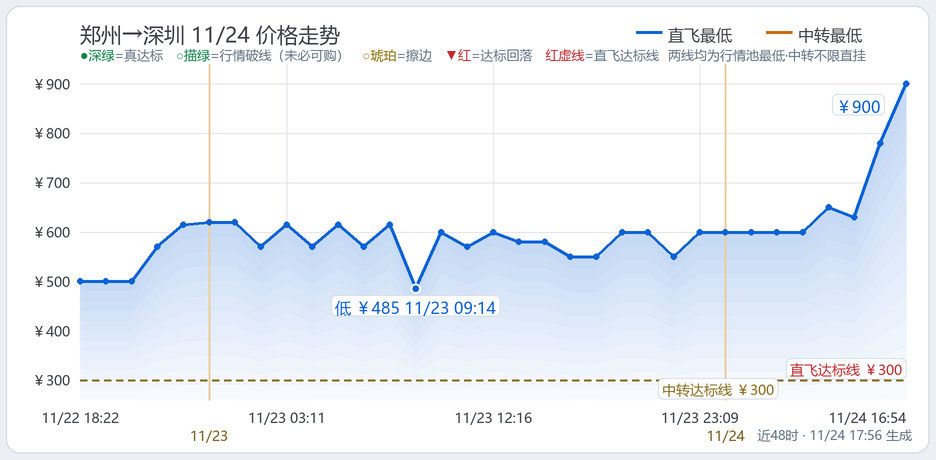 郑州→深圳 11/24 价格走势
直飞最低 中转最低
●深绿=真达标 ○描绿=行情破线（未必可购） ○琥珀=擦边 ▼红=达标回落 红虚线=直飞达标线 两线均为行情池最低·中转不限直挂
¥900
¥900
¥800
¥700
¥600
¥500
低 ¥485 11/23 09:14
¥400
直飞达标线 ¥300
¥300
中转达标线 ¥300
11/22 18:22 11/23 03:11 11/23 12:16 11/23 23:09 11/24 16:54
11/23 11/24 近48时 · 11/24 17:56 生成